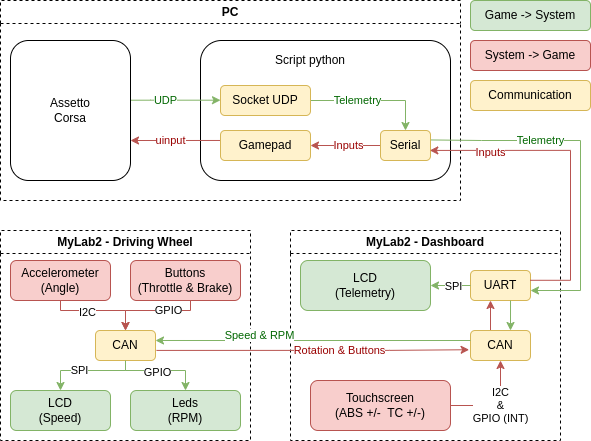 PC
Game -> System
System -> Game
Communication
Script python
Assetto
Corsa
UDP
Socket UDP
Telemetry
uinput
Gamepad
Inputs
Serial
Telemetry
Inputs
MyLab2 - Driving Wheel
Accelerometer
(Angle)
Buttons
(Throttle & Brake)
I2C
GPIO
CAN
SPI
GPIO
LCD
(Speed)
Leds
(RPM)
Speed & RPM
Rotation & Buttons
MyLab2 - Dashboard
LCD
(Telemetry)
SPI
UART
CAN
Touchscreen
(ABS +/-  TC +/-)
I2C
&
GPIO (INT)